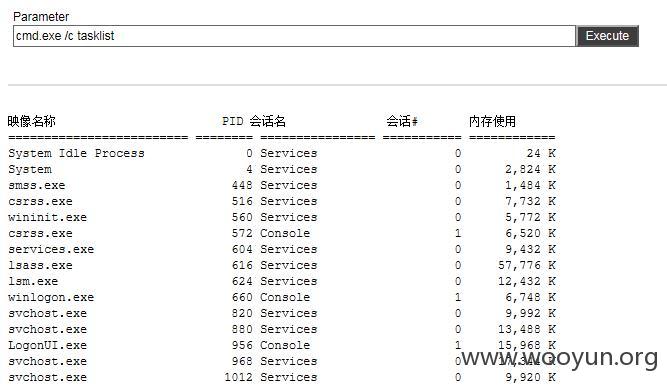 Parameter
cmd.exe /c tasklist Execute
映像名称 PID 会话名 会话# 内存使用
========================= ======== ================ =========== ============
System Idle Process 0 Services 0 24 K
System 4 Services 0 2,824 K
smss.exe 448 Services 0 1,484 K
csrss.exe 516 Services 0 7,732 K
wininit.exe 560 Services 0 5,772 K
csrss.exe 572 Console 1 6,520 K
services.exe 604 Services 0 9,432 K
lsass.exe 616 Services 0 57,776 K
lsm.exe 624 Services 0 12,432 K
winlogon.exe 660 Console 1 6,748 K
svchost.exe 820 Services 0 9,992 K
svchost.exe 880 Services 0 13,488 K
LogonUI.exe 956 Console 1 15,968 K
svchost.exe 968 Services 0 K
www.wooyun.org
svchost.exe 1012 Services 0 9,920 K